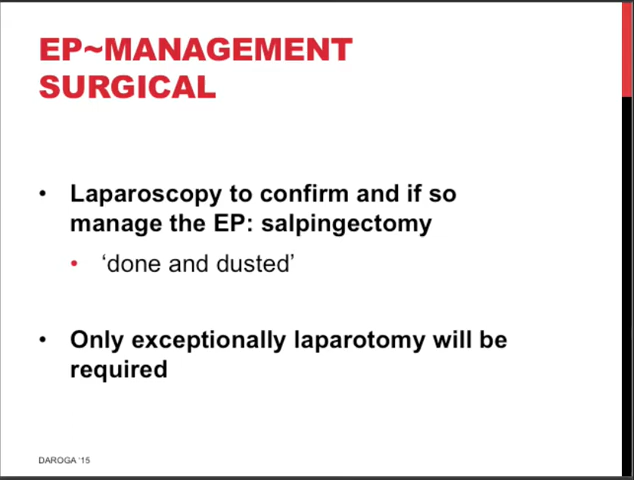 EP~MANAGEMENT
SURGICAL
• Laparoscopy to confirm and if so
manage the EP: salpingectomy
• ‘done and dusted’
• Only exceptionally laparotomy will be
required
DAROGA ‘15